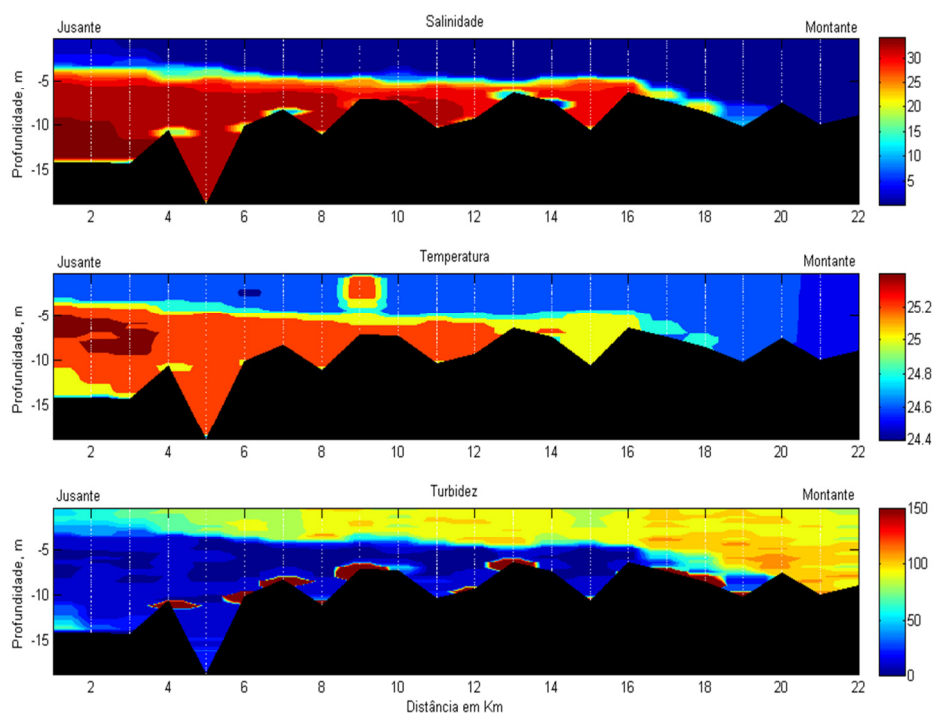 Salinidade
Jusante
Montante
Profundidade, m
-5
-10
-15
2 4 6 8 10 12 14 16 18 20 22
30
25
20
15
10
5
Temperatura
Jusante
Montante
Profundidade, m
-5
-10
-15
2 4 6 8 10 12 14 16 18 20 22
25.2
25
24.8
24.6
24.4
Turbidez
Jusante
Montante
Profundidade, m
-5
-10
-15
2 4 6 8 10 12 14 16 18 20 22
Distância em Km
150
100
50
0